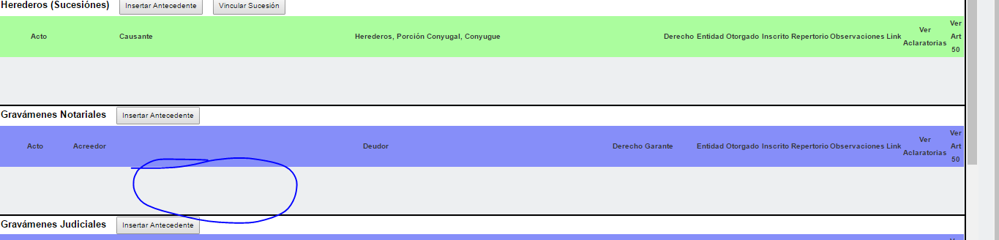 Herederos (Sucesiónes) Insertar Antecedente Vincular Sucesión
Acto Causante Herederos, Porción Conyugal, Conyugue Derecho Entidad Otorgado Inscrito Repertorio Observaciones Link Ver Aclaratorias Ver Art 50
Gravámenes Notariales Insertar Antecedente
Acto Acreedor Deudor Derecho Garante Entidad Otorgado Inscrito Repertorio Observaciones Link Ver Aclaratorias Ver Art 50
Gravámenes Judiciales Insertar Antecedente